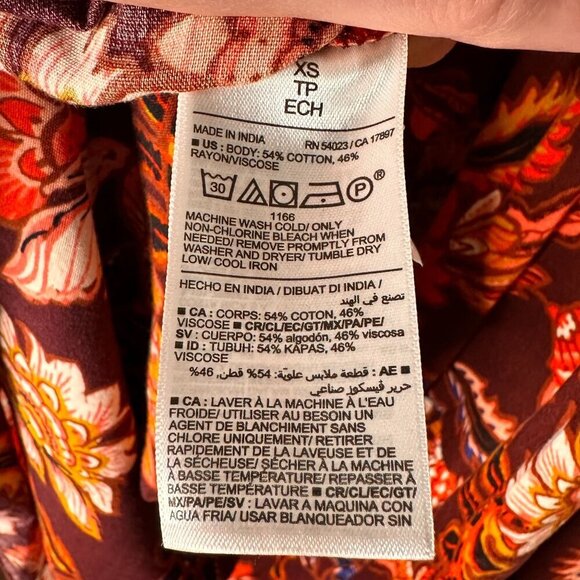 XS
TP
ECH
MADE IN INDIA RN 54023 / CA 17897
■ US : BODY: 54% COTTON, 46%
RAYON/VISCOSE
30 P ®
1166
MACHINE WASH COLD/ ONLY
NON-CHLORINE BLEACH WHEN
NEEDED/ REMOVE PROMPTLY FROM
WASHER AND DRYER/ TUMBLE DRY
LOW/ COOL IRON
HECHO EN INDIA / DIBUAT DI INDIA /
تصنع في الهند
■ CA : CORPS: 54% COTON, 46%
VISCOSE ■ CR/CL/EC/GT/MX/PA/PE/
SV : CUERPO: 54% algodón, 46% viscosa
■ ID : TUBUH: 54% KAPAS, 46%
VISCOSE
■ AE : قطعة ملابس علويّة: 54% قطن, 46%
حرير ڤيسكوز صناعي
■ CA : LAVER À LA MACHINE À L'EAU
FROIDE/ UTILISER AU BESOIN UN
AGENT DE BLANCHIMENT SANS
CHLORE UNIQUEMENT/ RETIRER
RAPIDEMENT DE LA LAVEUSE ET DE
LA SÉCHEUSE/ SÉCHER À LA MACHINE
À BASSE TEMPÉRATURE/ REPASSER À
BASSE TEMPÉRATURE ■ CR/CL/EC/GT/
MX/PA/PE/SV : LAVAR A MAQUINA CON
AGUA FRIA/ USAR BLANQUEADOR SIN